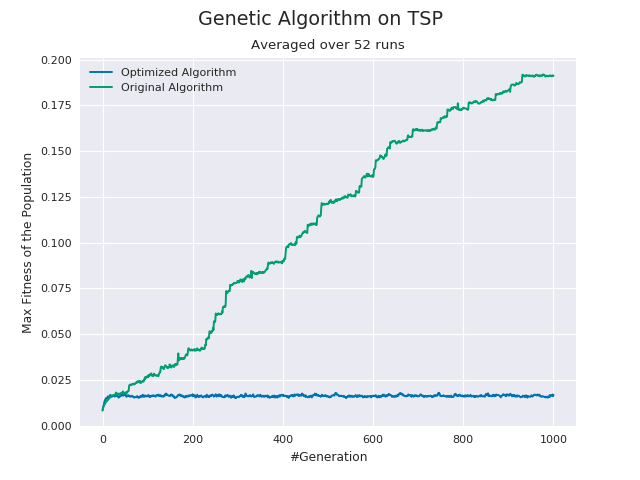 Genetic Algorithm on TSP
Averaged over 52 runs
Optimized Algorithm
Original Algorithm
Max Fitness of the Population
0.200
0.175
0.150
0.125
0.100
0.075
0.050
0.025
0.000
0 200 400 600 800 1000
#Generation